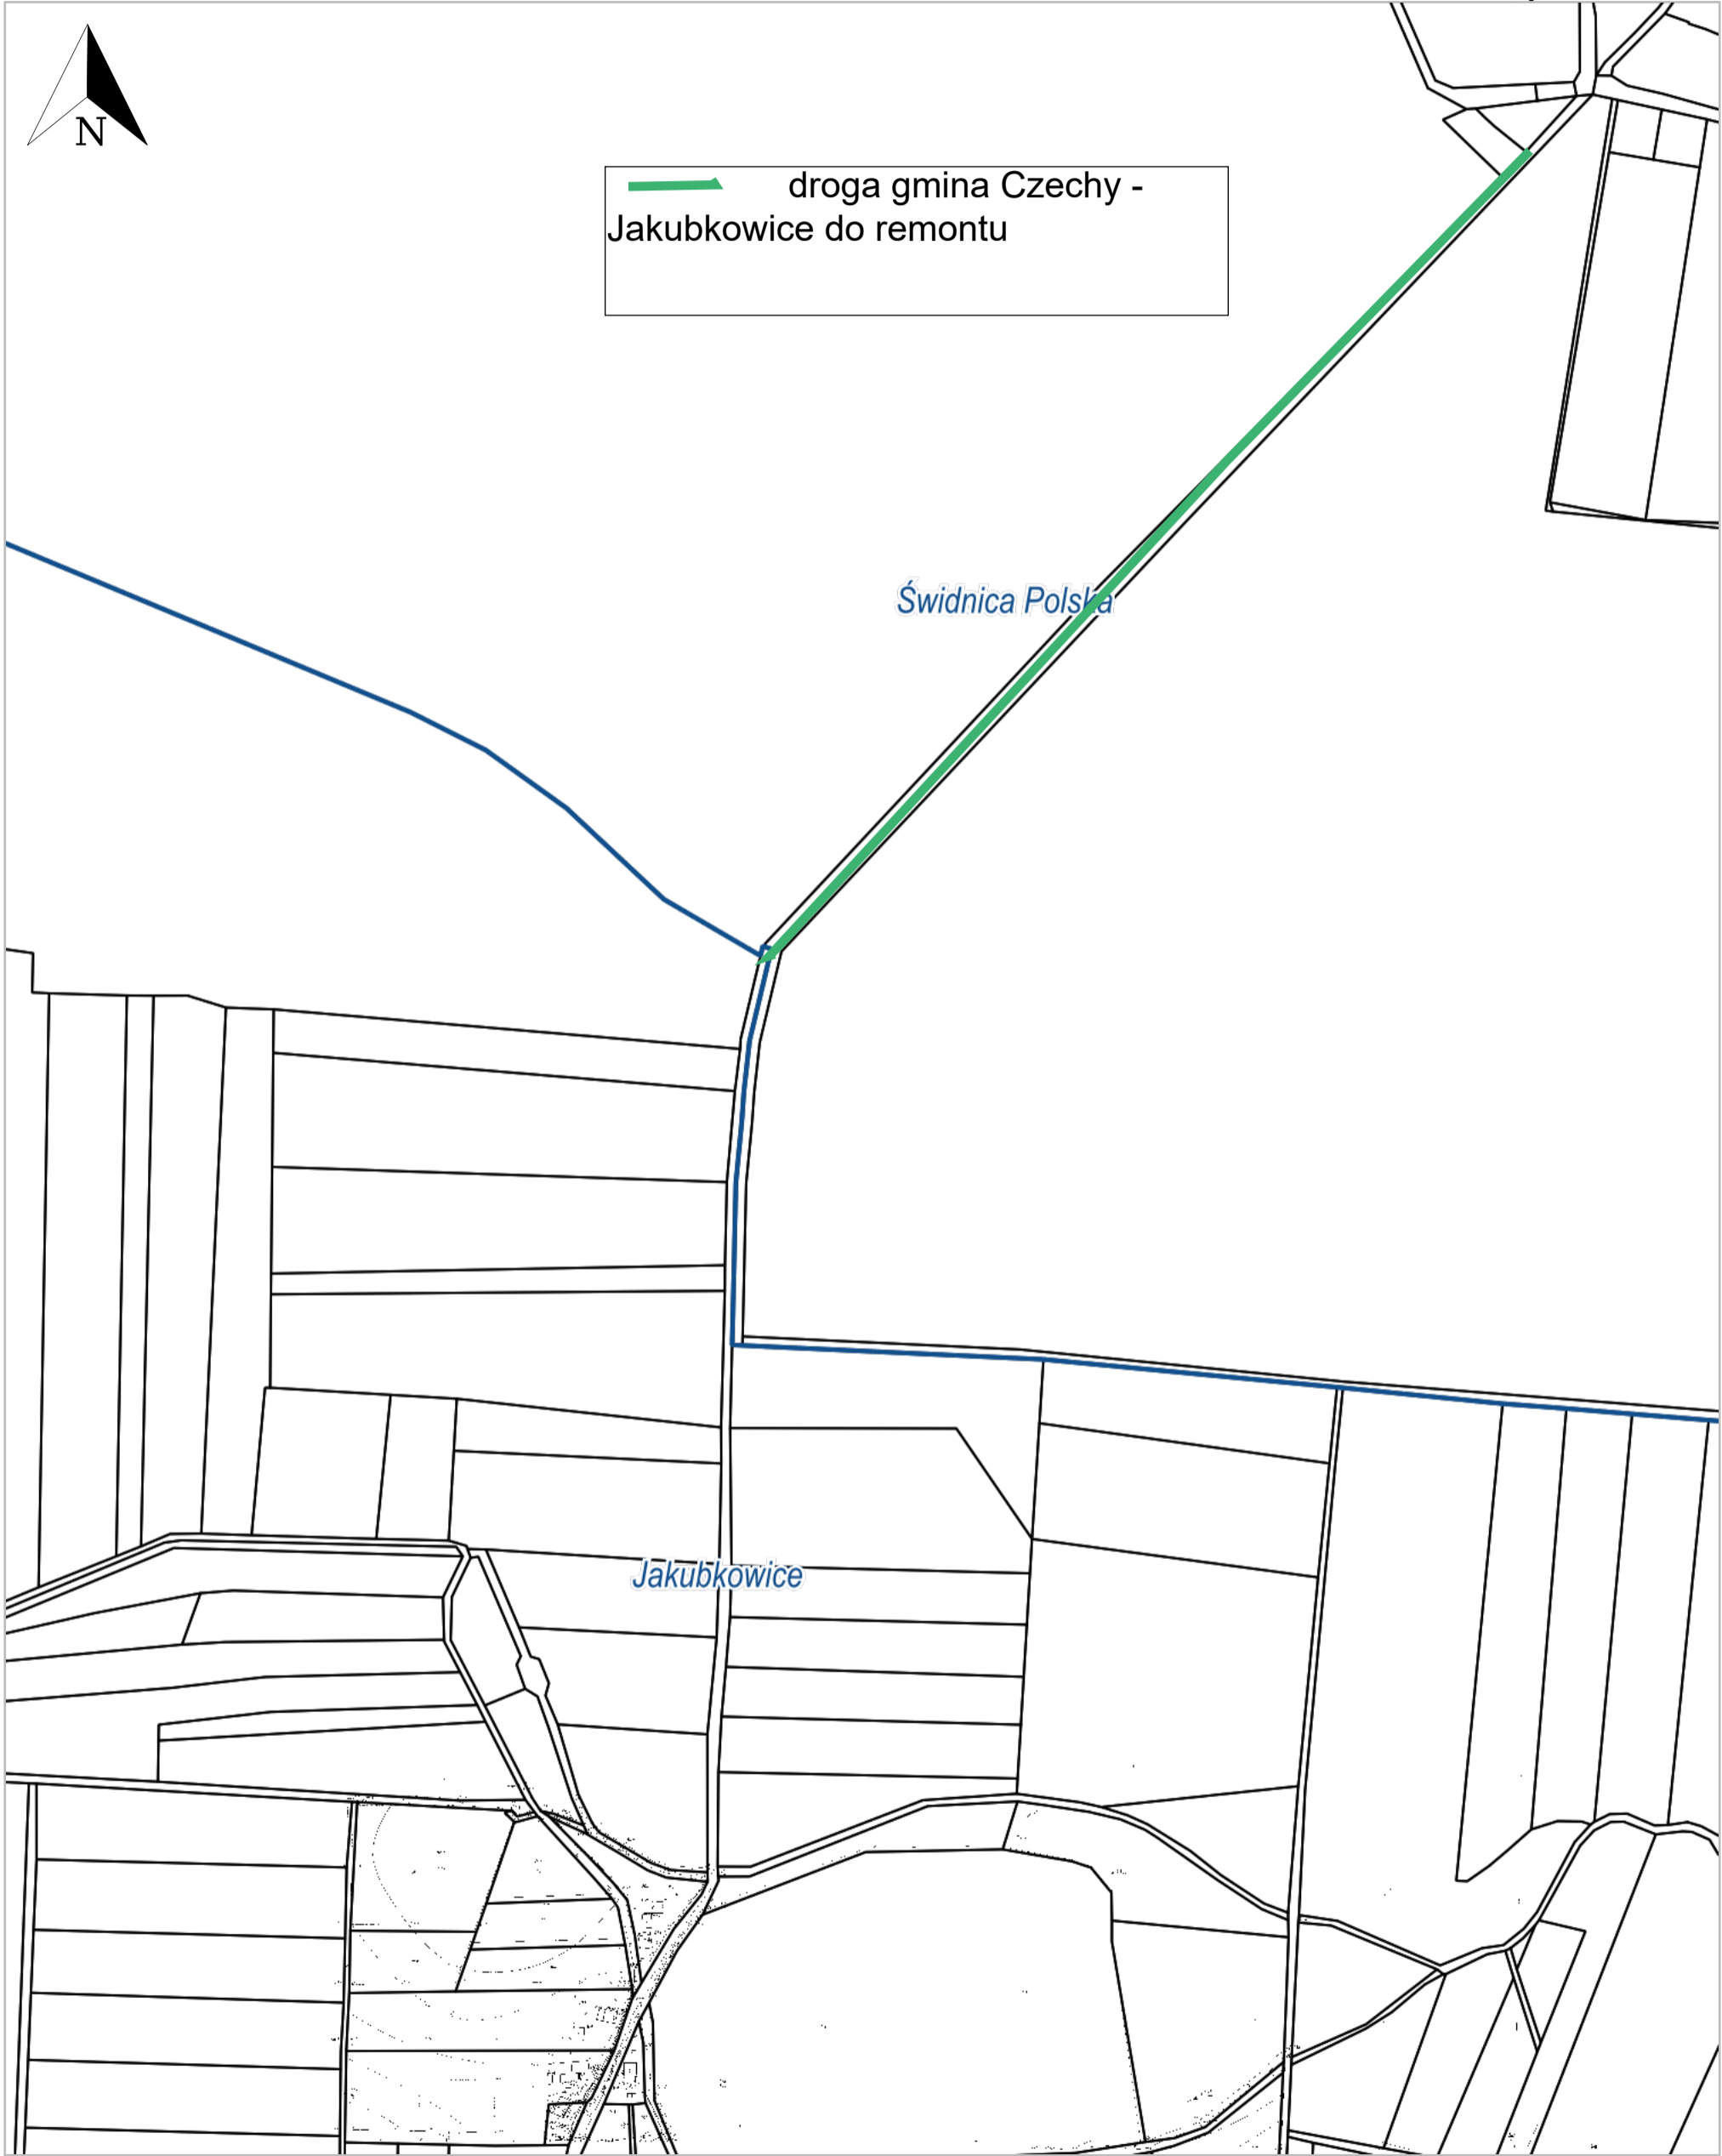 N
droga gmina Czechy -
Jakubkowice do remontu
Świdnica Polska
Jakubkowice